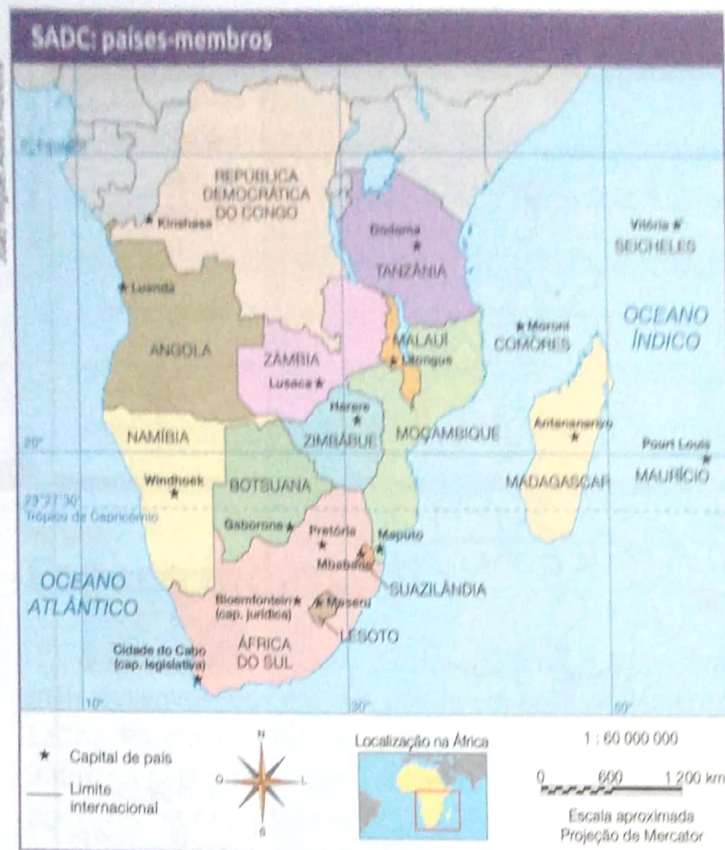 SADC: países-membros
REPÚBLICA
DEMOCRÁTICA
DO CONGO
Kinshasa
Dodoma
TANZÂNIA
Vitória
SEICHELES
Luanda
ANGOLA
OCEANO
ÍNDICO
Moroni
COMORES
MALAUÍ
Lilongue
ZÂMBIA
Lusaca
Harare
ZIMBÁBUE
MOÇAMBIQUE
Antananarivo
MADAGASCAR
Port Louis
MAURÍCIO
20°
NAMÍBIA
Windhoek
BOTSUANA
23°27'30"
Trópico de Capricórnio
Gaborone
Pretória
Maputo
Mbabane
SUAZILÂNDIA
OCEANO
ATLÂNTICO
Bloemfontein
(cap. jurídica)
Maseru
LESOTO
ÁFRICA
DO SUL
Cidade do Cabo
(cap. legislativa)
10°
30°
50°
Capital de país
Limite
internacional
N
O
L
S
Localização na África
1 : 60 000 000
0 600 1 200 km
Escala aproximada
Projeção de Mercator